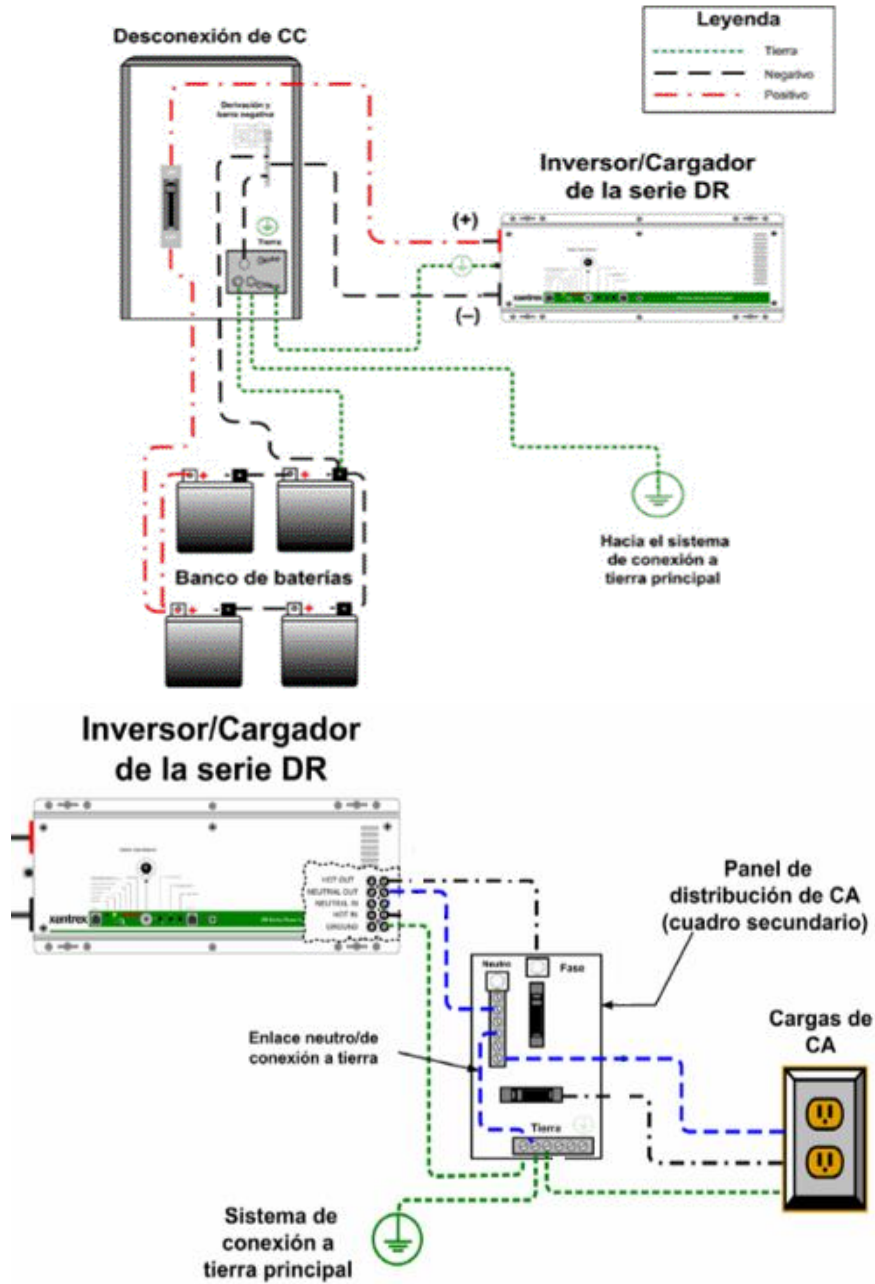 Desconexión de CC
Leyenda
Tierra
Negativo
Positivo
Derivación y
barra negativa
Inversor/Cargador
de la serie DR
(+)
Tierra
xantrex
(–)
Hacia el sistema
de conexión a
tierra principal
Banco de baterías
+ - + -
+ - + -
Inversor/Cargador
de la serie DR
HOT OUT
NEUTRAL OUT
NEUTRAL IN
HOT IN
GROUND
xantrex
Panel de
distribución de CA
(cuadro secundario)
Neutro
Fase
Enlace neutro/de
conexión a tierra
Cargas de
CA
Tierra
Sistema de
conexión a
tierra principal